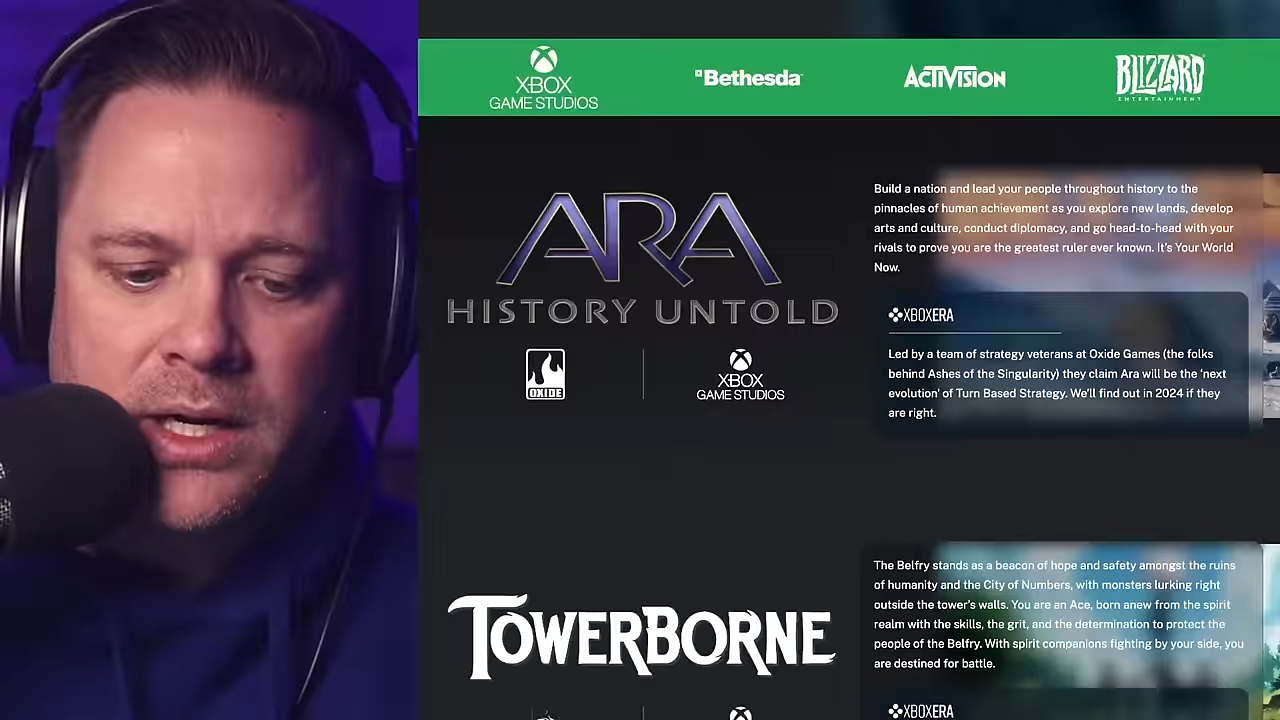 XBOX
GAME STUDIOS
Bethesda
ACTIVISION
BLIZZARD
ENTERTAINMENT
ARA
HISTORY UNTOLD
OXIDE
XBOX
GAME STUDIOS
Build a nation and lead your people throughout history to the
pinnacles of human achievement as you explore new lands, develop
arts and culture, conduct diplomacy, and go head-to-head with your
rivals to prove you are the greatest ruler ever known. It's Your World
Now.
XBOXERA
Led by a team of strategy veterans at Oxide Games (the folks
behind Ashes of the Singularity) they claim Ara will be the ‘next
evolution’ of Turn Based Strategy. We’ll find out in 2024 if they
are right.
TOWERBORNE
The Belfry stands as a beacon of hope and safety amongst the ruins
of humanity and the City of Numbers, with monsters lurking right
outside the tower's walls. You are an Ace, born anew from the spirit
realm with the skills, the grit, and the determination to protect the
people of the Belfry. With spirit companions fighting by your side, you
are destined for battle.
XBOXERA